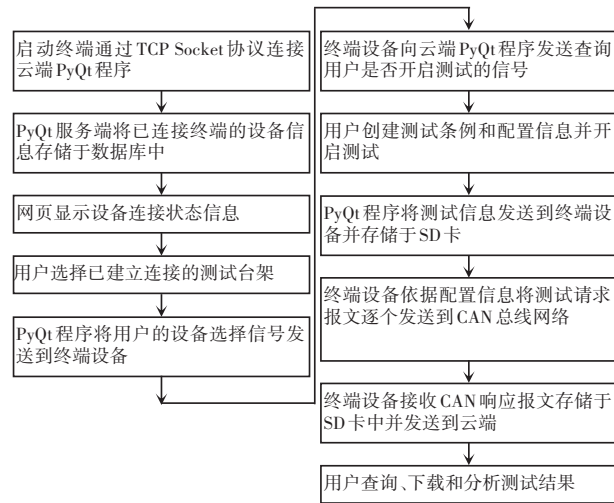 启动终端通过TCP Socket协议连接
云端PyQt程序
PyQt服务端将已连接终端的设备信
息存储于数据库中
网页显示设备连接状态信息
用户选择已建立连接的测试台架
PyQt程序将用户的设备选择信号发
送到终端设备
终端设备向云端PyQt程序发送查询
用户是否开启测试的信号
用户创建测试条例和配置信息并开
启测试
PyQt程序将测试信息发送到终端设
备并存储于SD卡
终端设备依据配置信息将测试请求
报文逐个发送到CAN总线网络
终端设备接收CAN响应报文存储于
SD卡中并发送到云端
用户查询、下载和分析测试结果